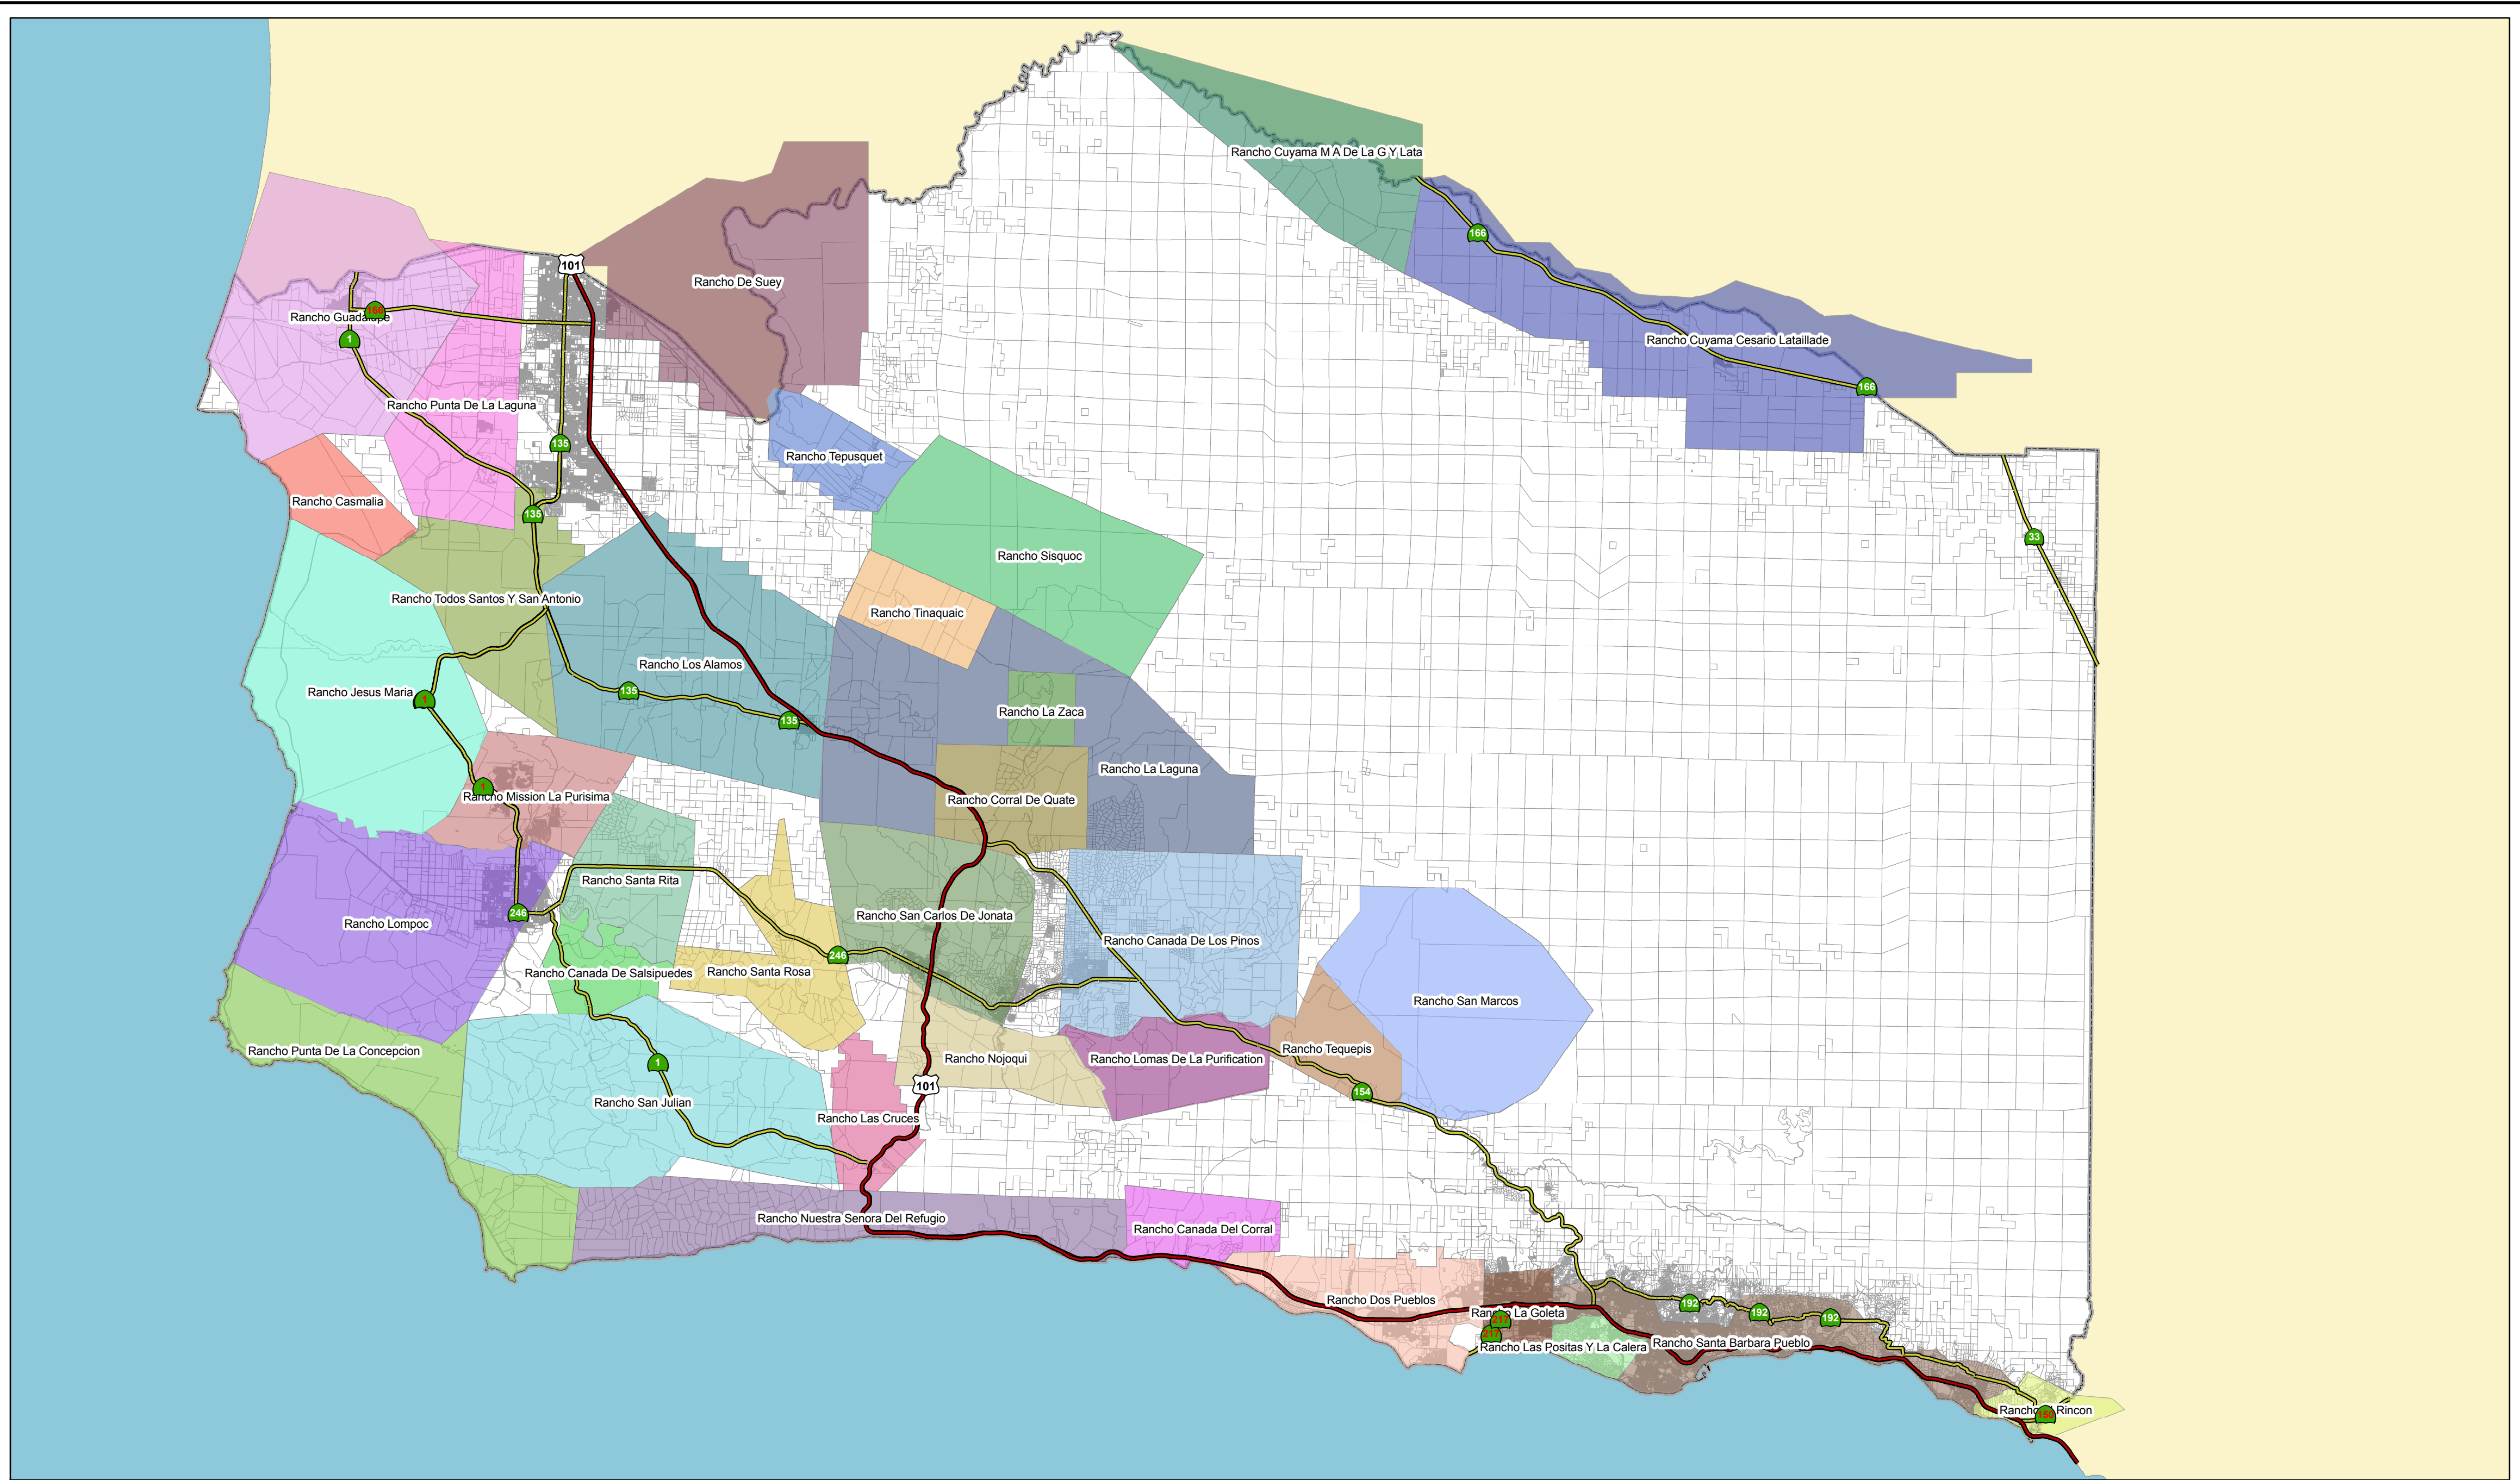 Rancho Cuyama M A De La G Y Lata
166
101
Rancho De Suey
166
Rancho Guadalupe
1
Rancho Cuyama Cesario Lataillade
166
Rancho Punta De La Laguna
135
Rancho Tepusquet
Rancho Casmalia
135
33
Rancho Sisquoc
Rancho Todos Santos Y San Antonio
Rancho Tinaquaic
Rancho Los Alamos
Rancho Jesus Maria
1
135
Rancho La Zaca
135
Rancho La Laguna
1
Rancho Mission La Purisima
Rancho Corral De Quate
Rancho Santa Rita
246
Rancho Lompoc
Rancho San Carlos De Jonata
Rancho Canada De Los Pinos
246
Rancho Canada De Salsipuedes
Rancho Santa Rosa
Rancho San Marcos
Rancho Punta De La Concepcion
1
Rancho Nojoqui
Rancho Lomas De La Purification
Rancho Tequepis
101
154
Rancho San Julian
Rancho Las Cruces
Rancho Nuestra Senora Del Refugio
Rancho Canada Del Corral
Rancho Dos Pueblos
192
192
192
Rancho La Goleta
217
217
Rancho Las Positas Y La Calera
Rancho Santa Barbara Pueblo
Rancho Rincon
150